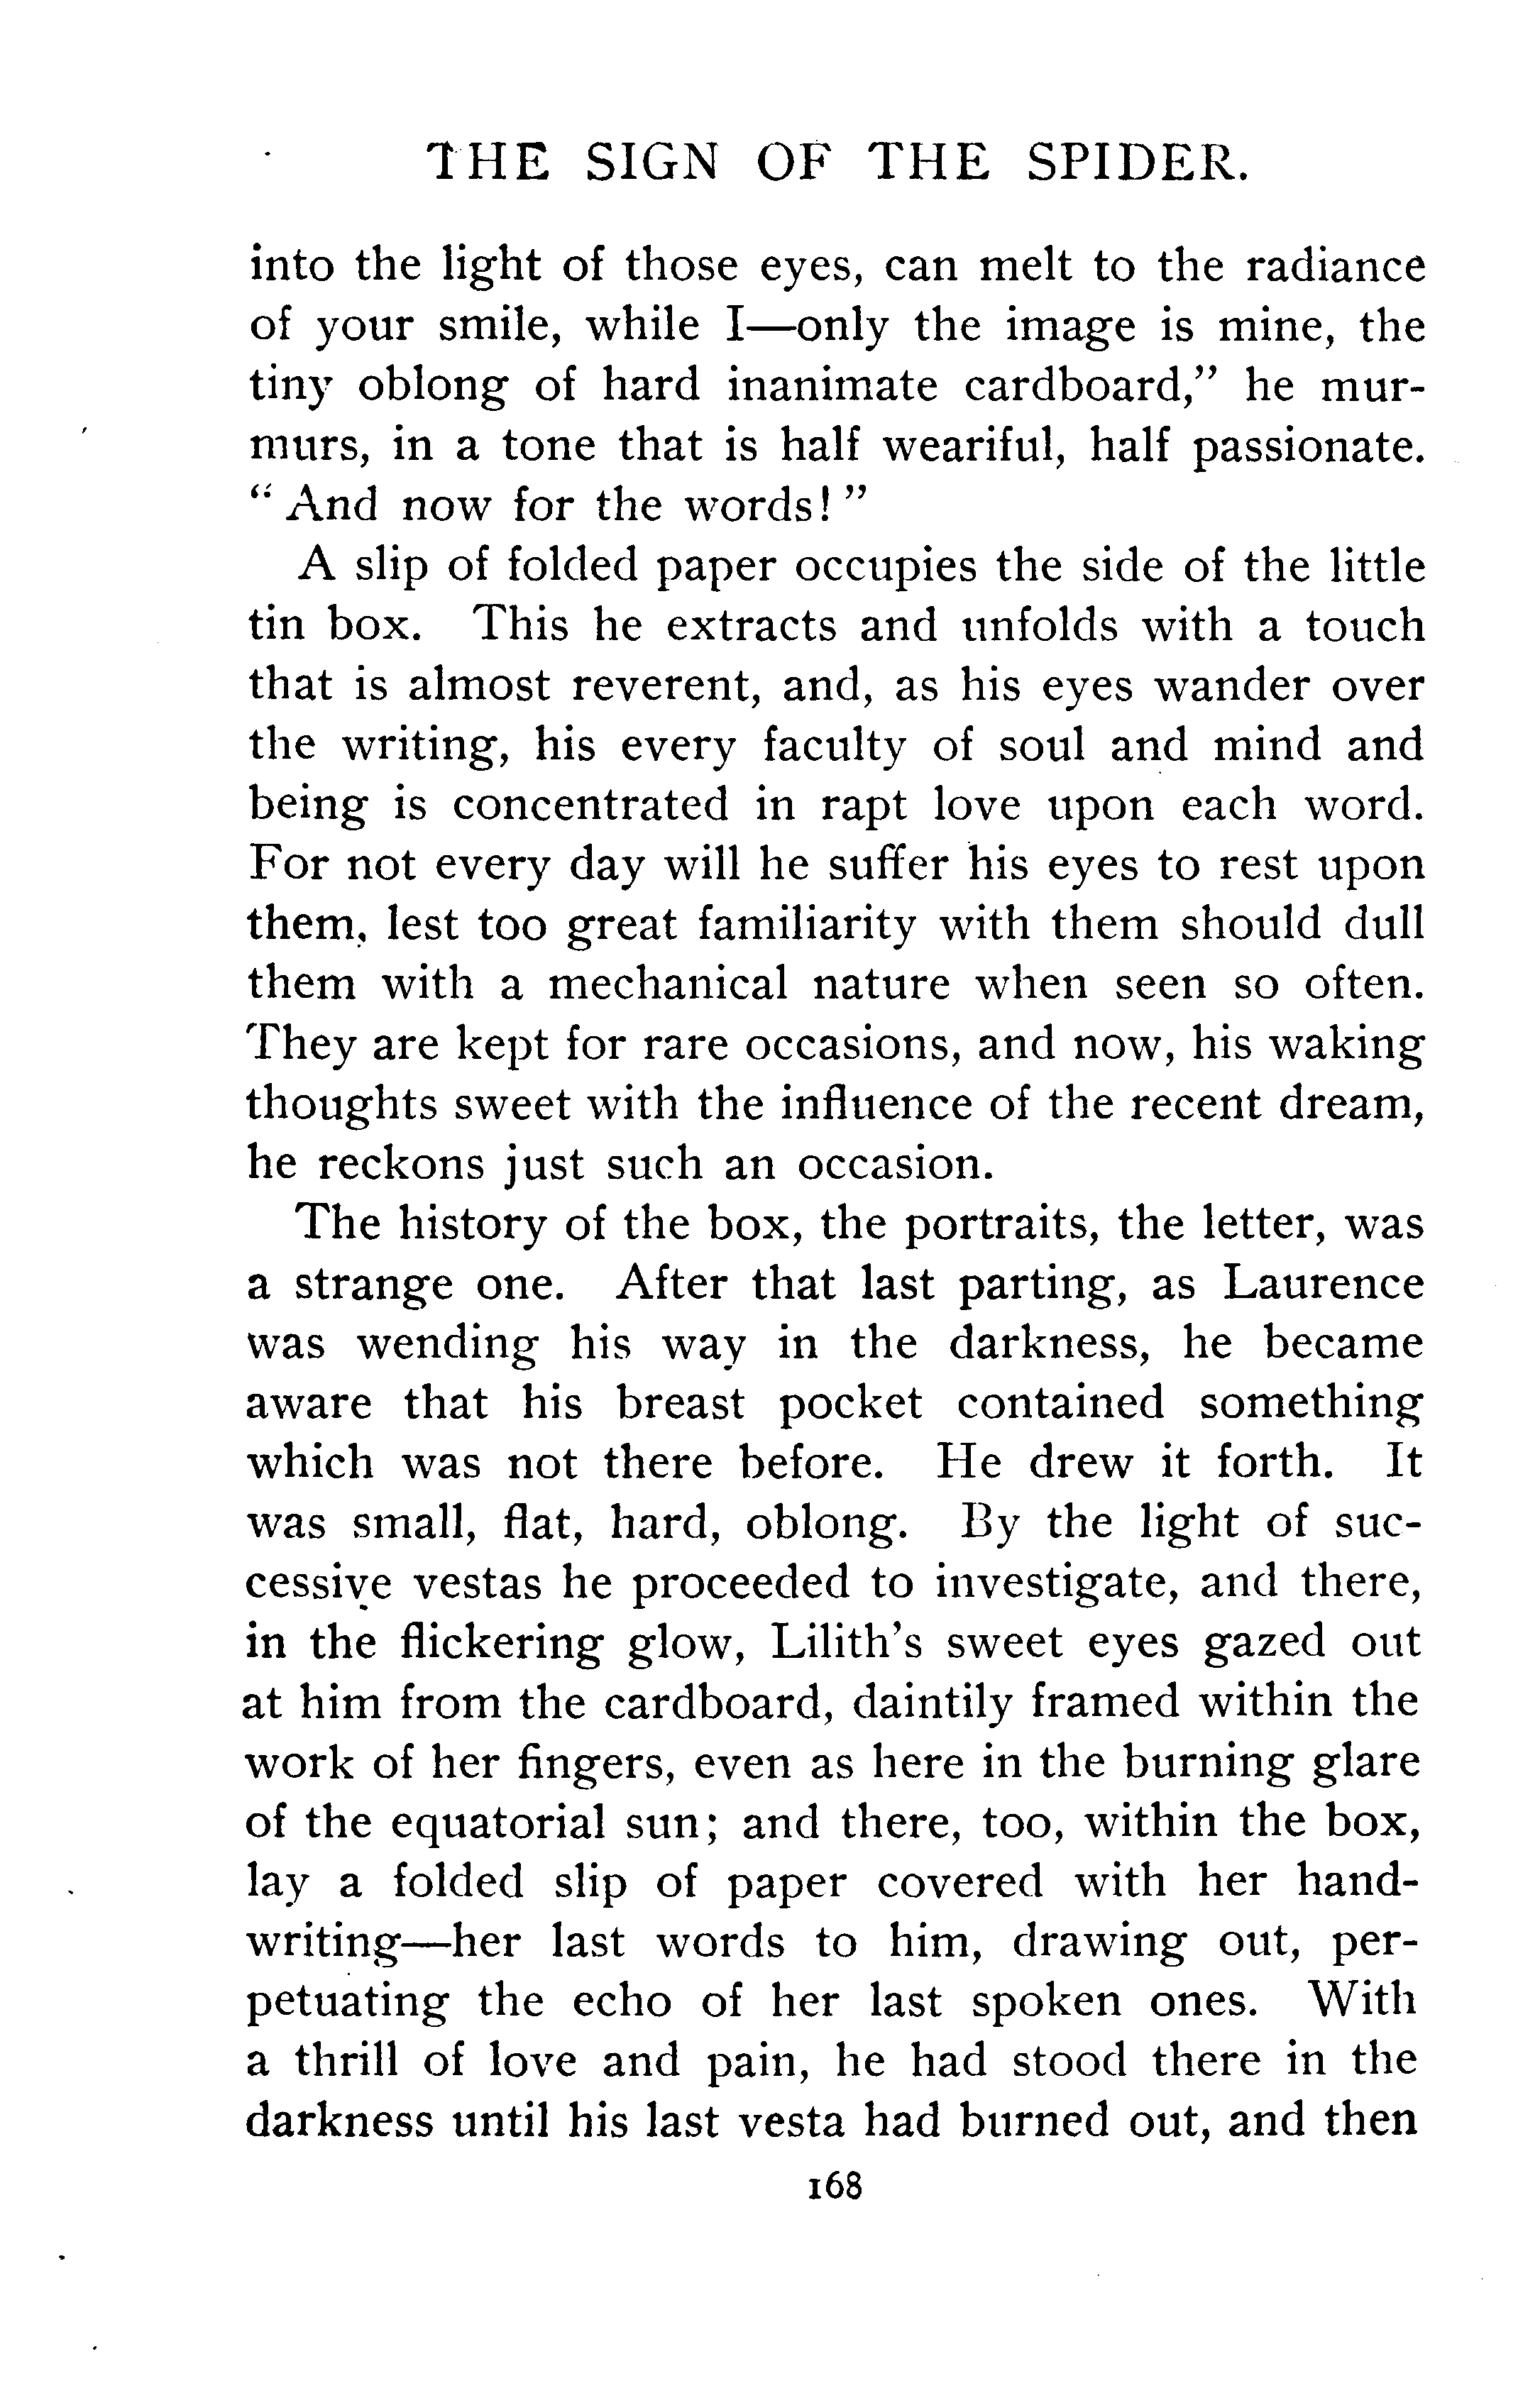 THE SIGN OF THE SPIDER.
into the light of those eyes, can melt to the radiance
of your smile, while I—only the image is mine, the
tiny oblong of hard inanimate cardboard,” he mur-
murs, in a tone that is half weariful, half passionate.
“And now for the words!”
A slip of folded paper occupies the side of the little
tin box. This he extracts and unfolds with a touch
that is almost reverent, and, as his eyes wander over
the writing, his every faculty of soul and mind and
being is concentrated in rapt love upon each word.
For not every day will he suffer his eyes to rest upon
them, lest too great familiarity with them should dull
them with a mechanical nature when seen so often.
They are kept for rare occasions, and now, his waking
thoughts sweet with the influence of the recent dream,
he reckons just such an occasion.
The history of the box, the portraits, the letter, was
a strange one. After that last parting, as Laurence
was wending his way in the darkness, he became
aware that his breast pocket contained something
which was not there before. He drew it forth. It
was small, flat, hard, oblong. By the light of suc-
cessive vestas he proceeded to investigate, and there,
in the flickering glow, Lilith’s sweet eyes gazed out
at him from the cardboard, daintily framed within the
work of her fingers, even as here in the burning glare
of the equatorial sun; and there, too, within the box,
lay a folded slip of paper covered with her hand-
writing—her last words to him, drawing out, per-
petuating the echo of her last spoken ones. With
a thrill of love and pain, he had stood there in the
darkness until his last vesta had burned out, and then
168